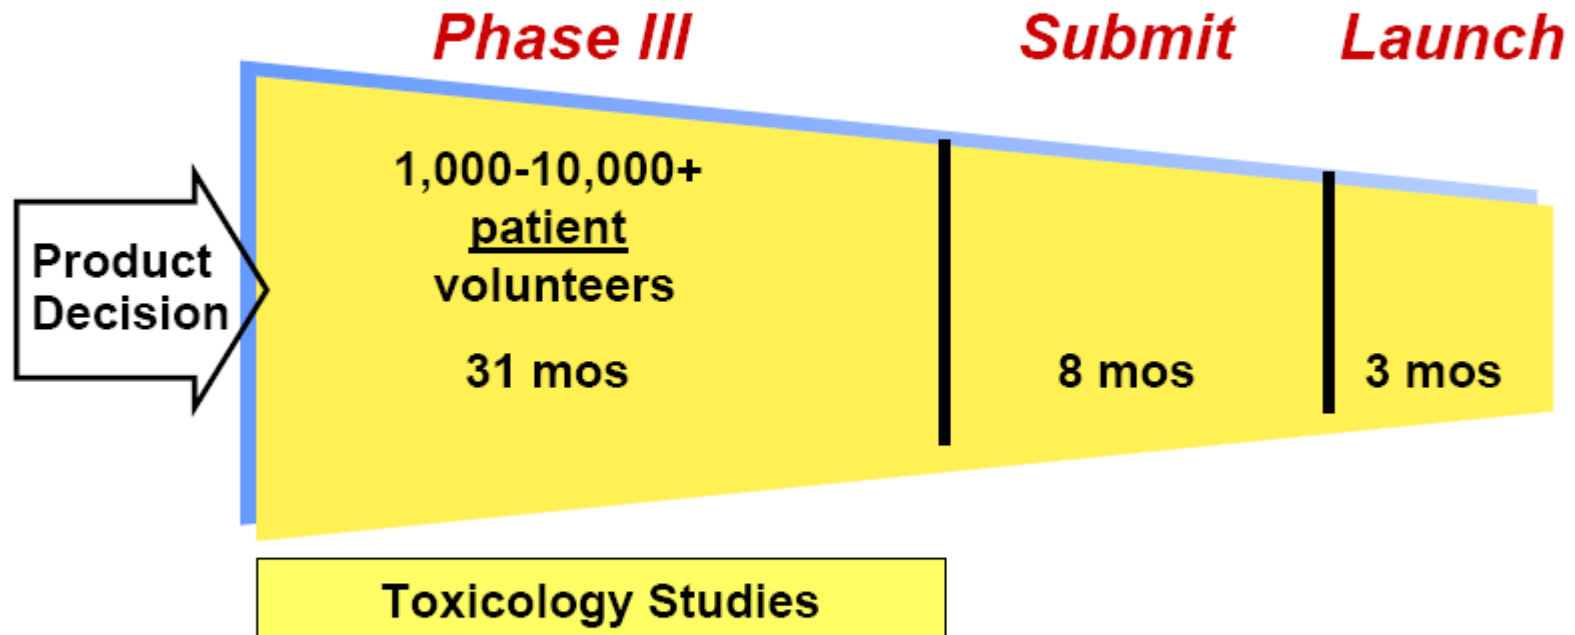 Phase III
Submit
Launch
Product
Decision
1,000-10,000+
patient
volunteers
31 mos
8 mos
3 mos
Toxicology Studies